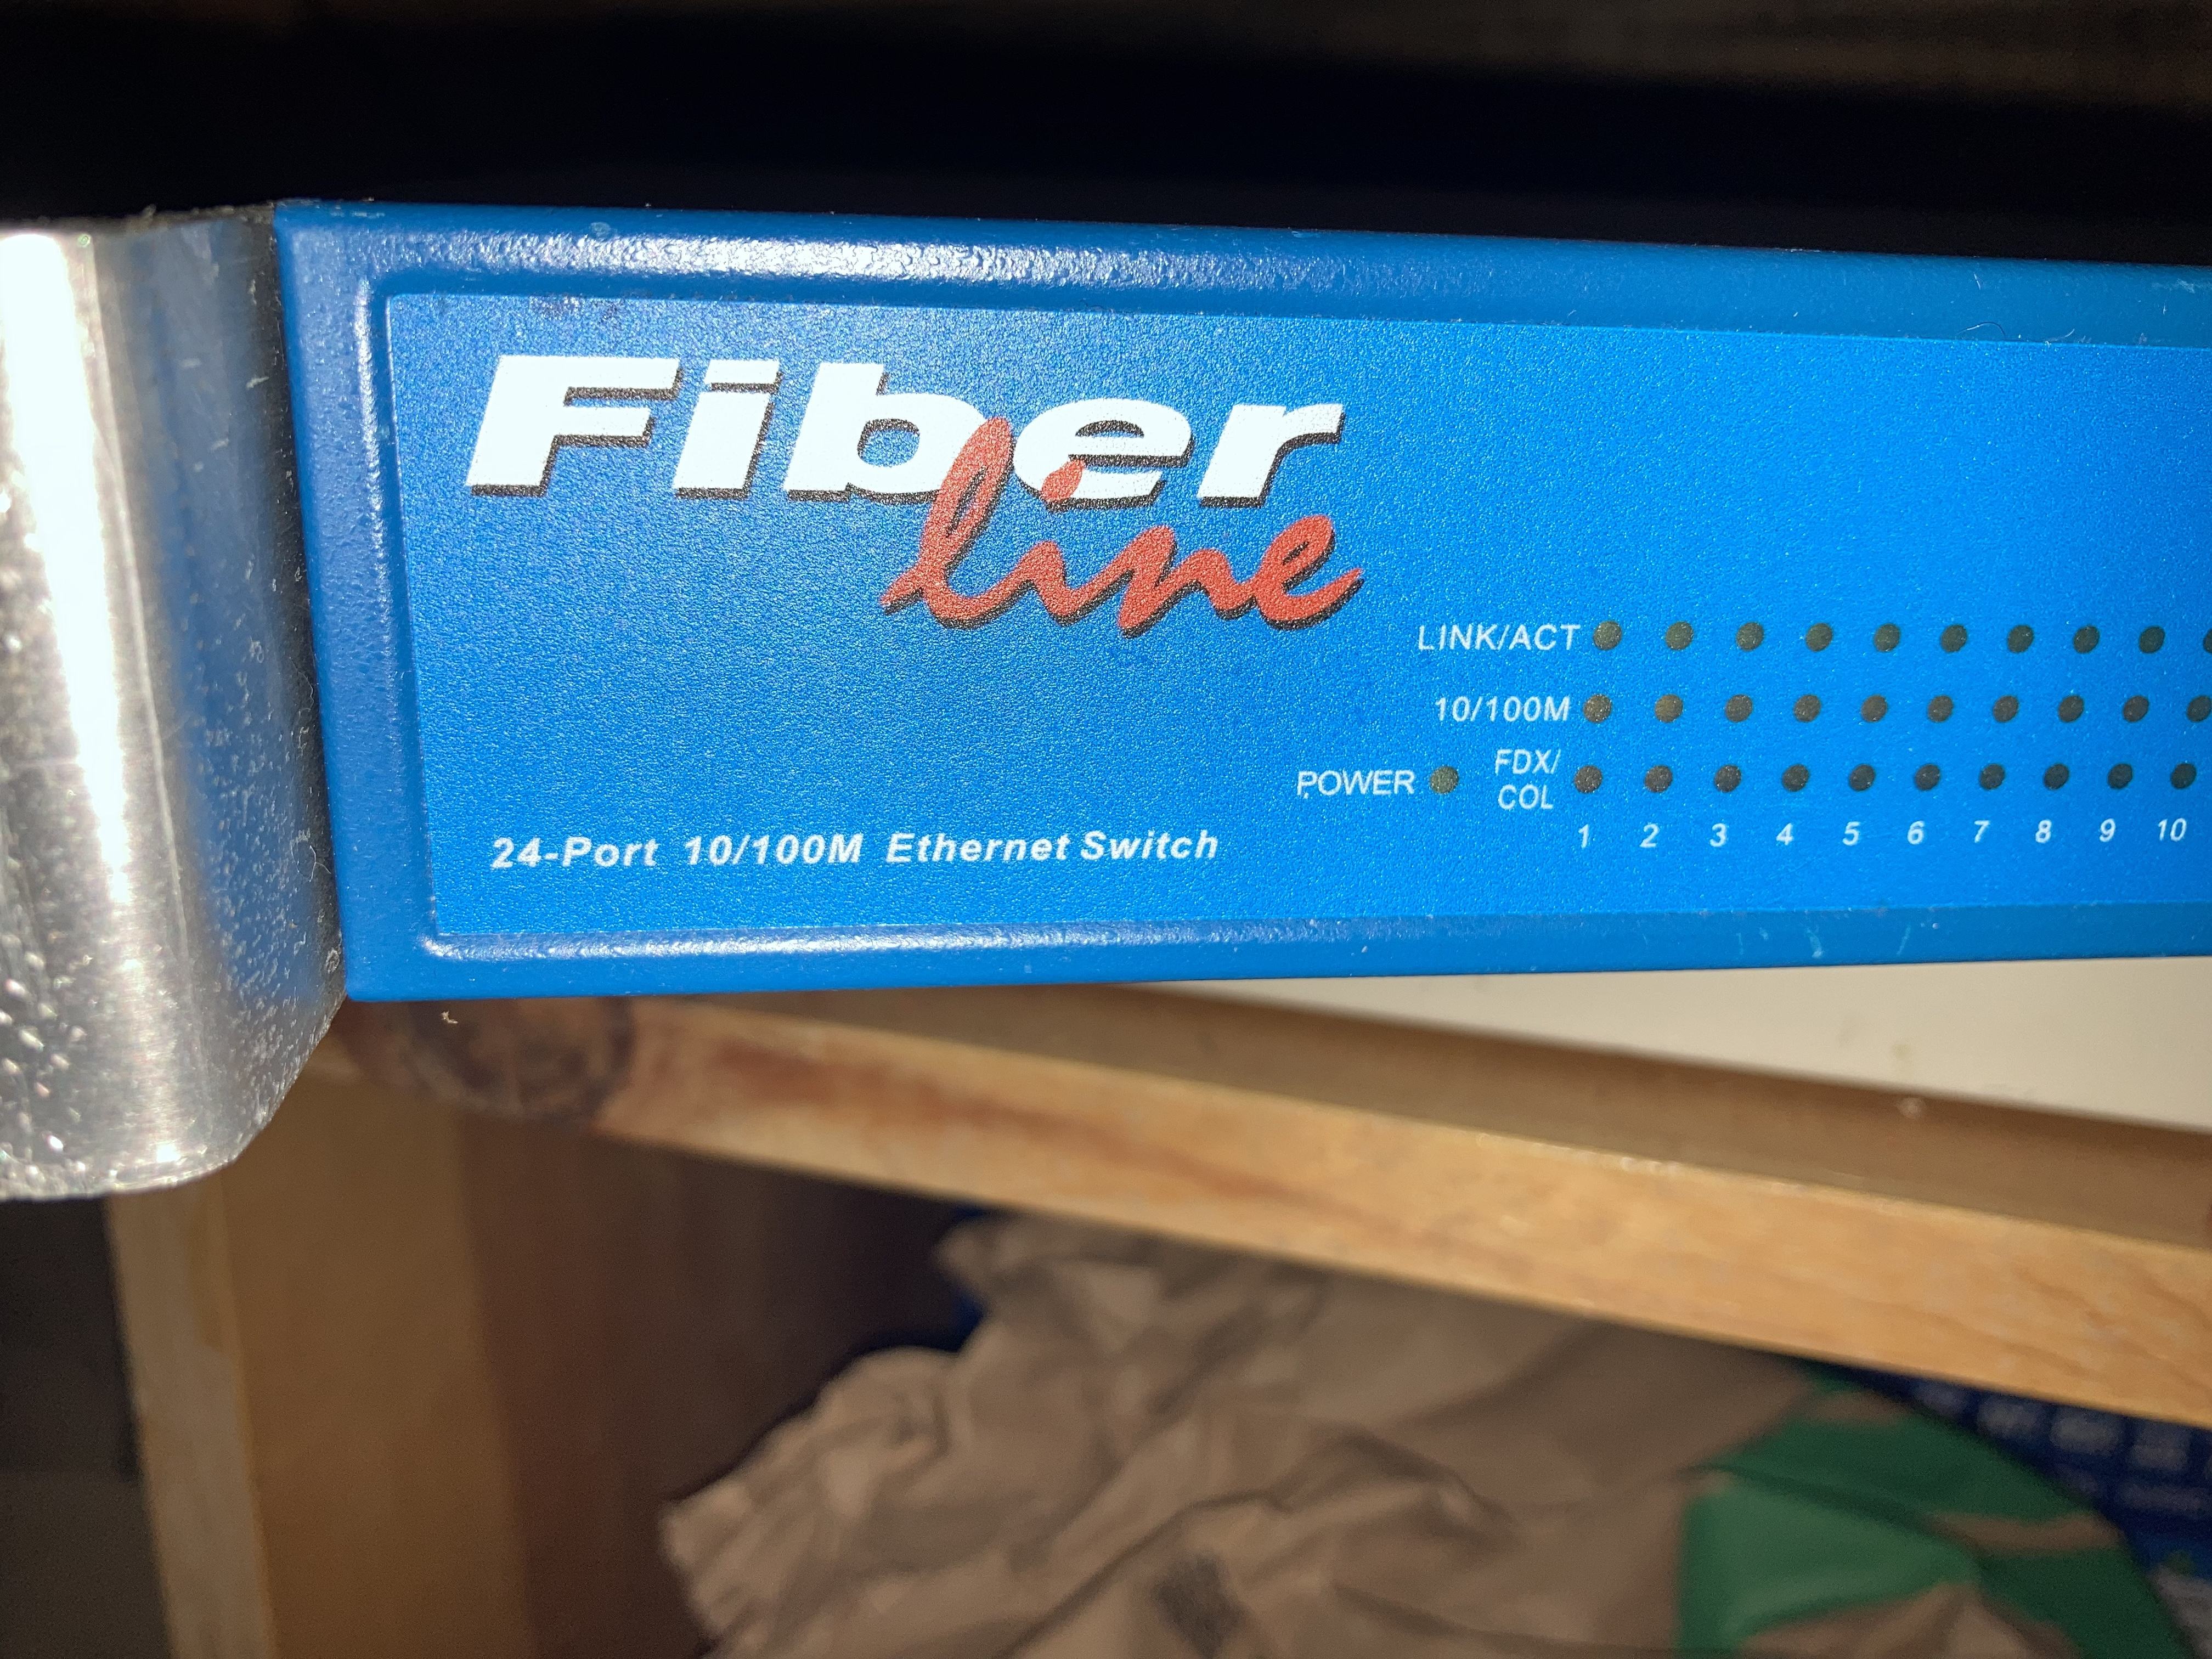 Fiber
line
LINK/ACT
10/100M
POWER FDX/
COL
1 2 3 4 5 6 7 8 9 10
24-Port 10/100M Ethernet Switch